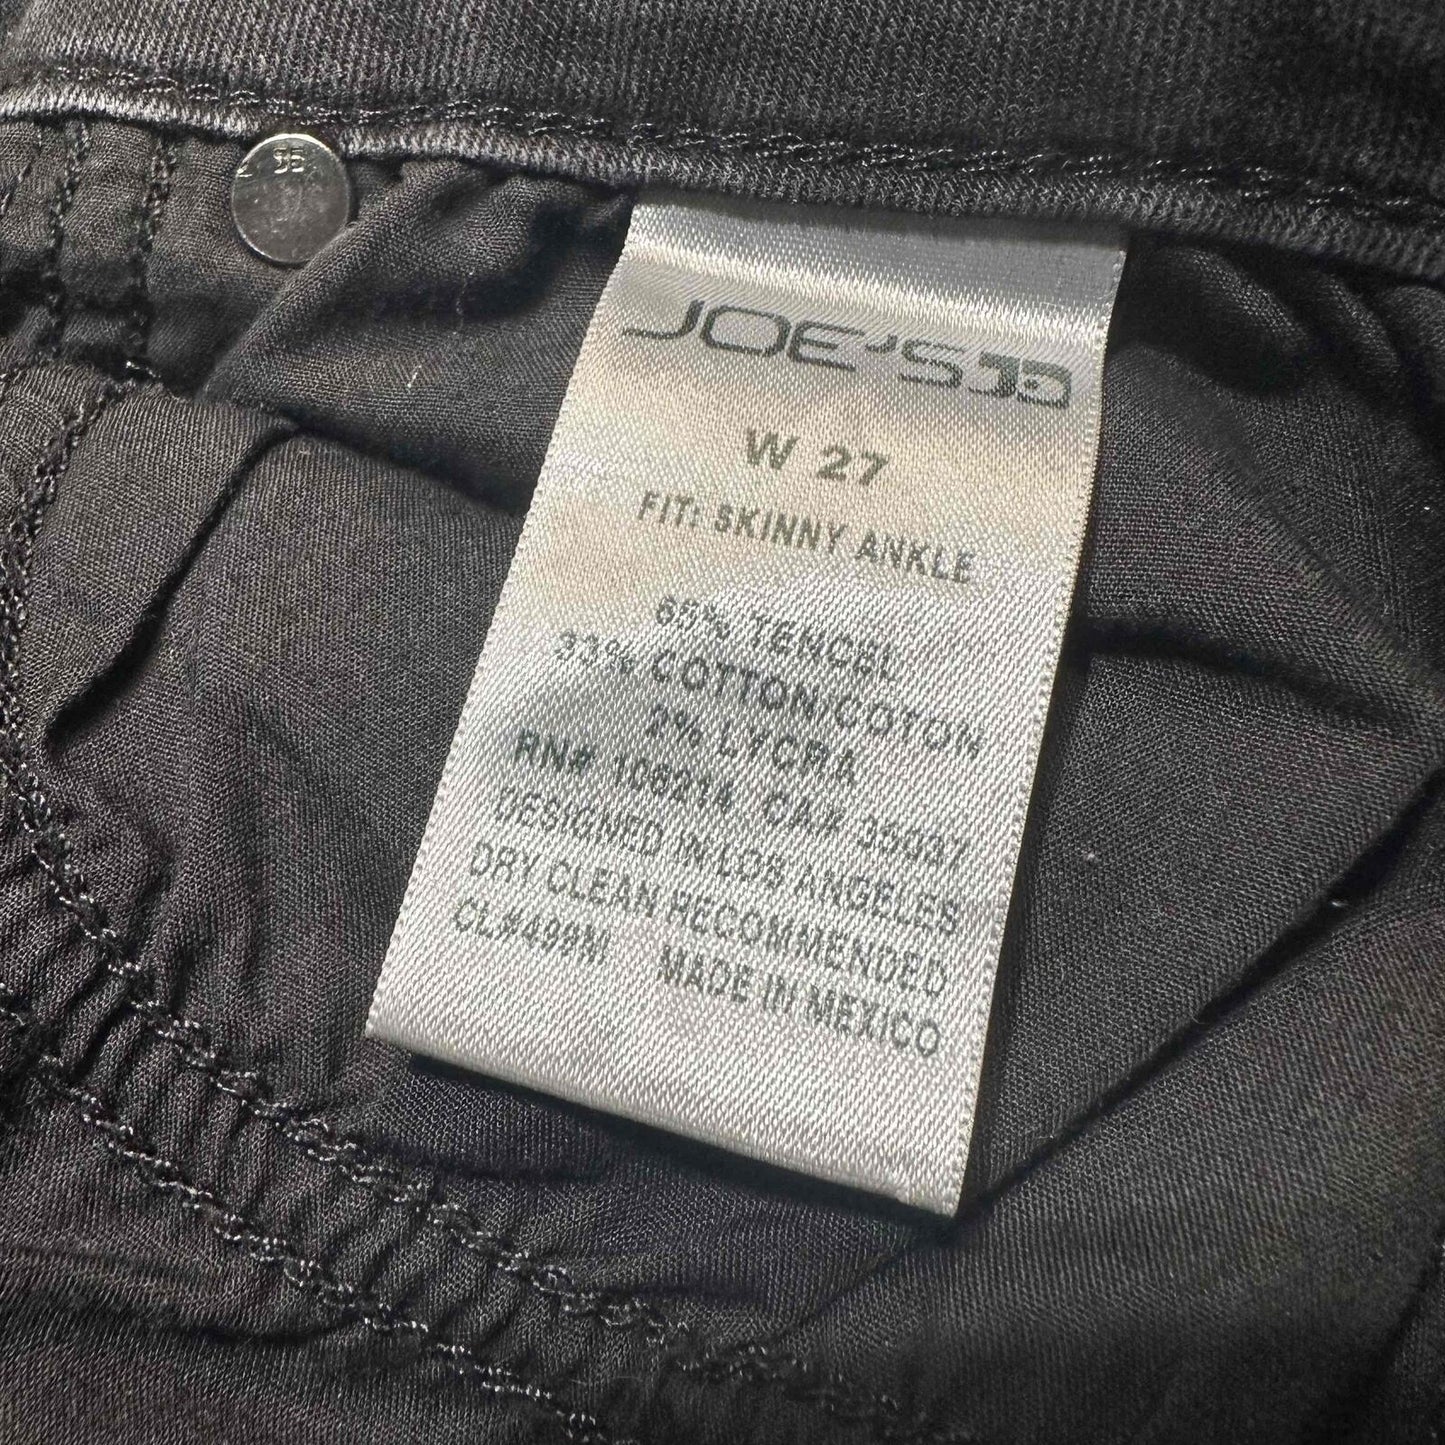 JOE'S
W 27
FIT: SKINNY ANKLE
65% TENCEL
33% COTTON/COTON
2% LYCRA
RN# 106214 CA# 35037
DESIGNED IN LOS ANGELES
DRY CLEAN RECOMMENDED
CL#499NI MADE IN MEXICO